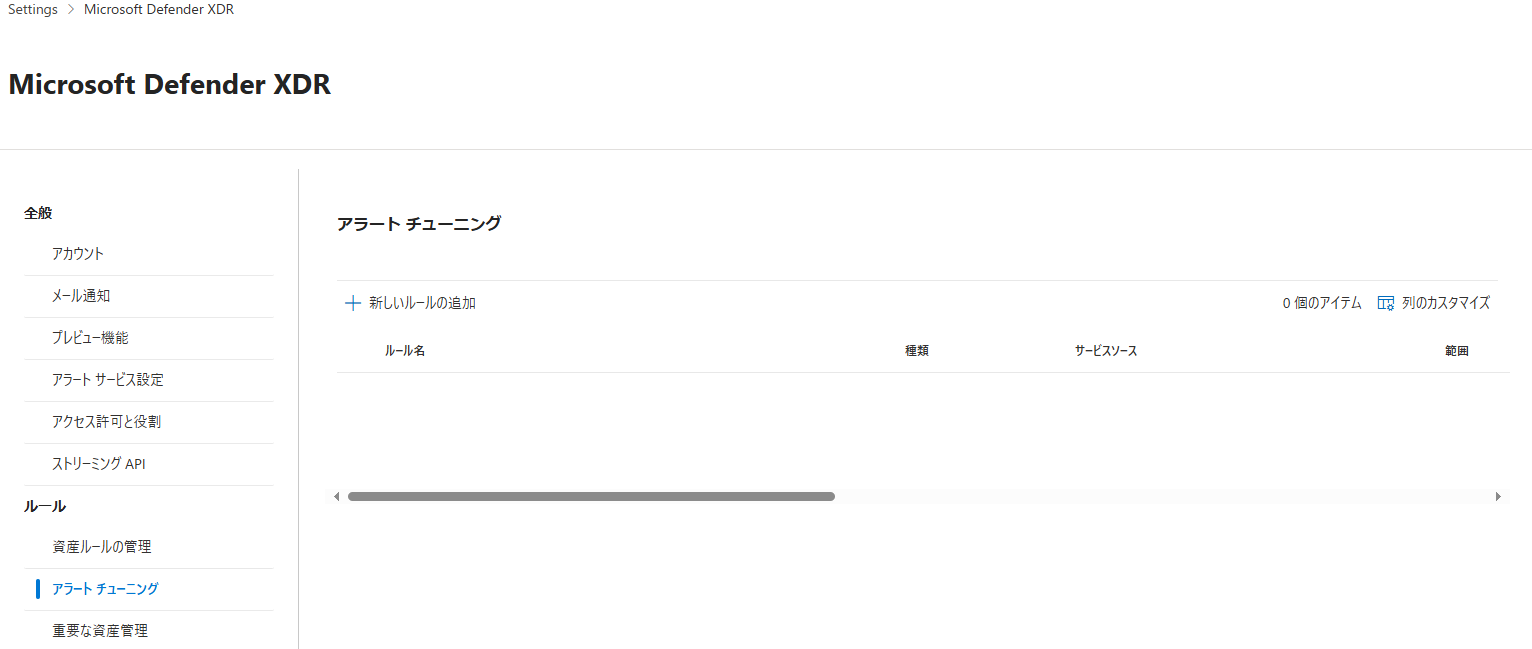 Settings > Microsoft Defender XDR
Microsoft Defender XDR
全般
アカウント
メール通知
プレビュー機能
アラート サービス設定
アクセス許可と役割
ストリーミング API
ルール
資産ルールの管理
アラート チューニング
重要な資産管理
アラート チューニング
新しいルールの追加
0 個のアイテム
列のカスタマイズ
ルール名 種類 サービスソース 範囲